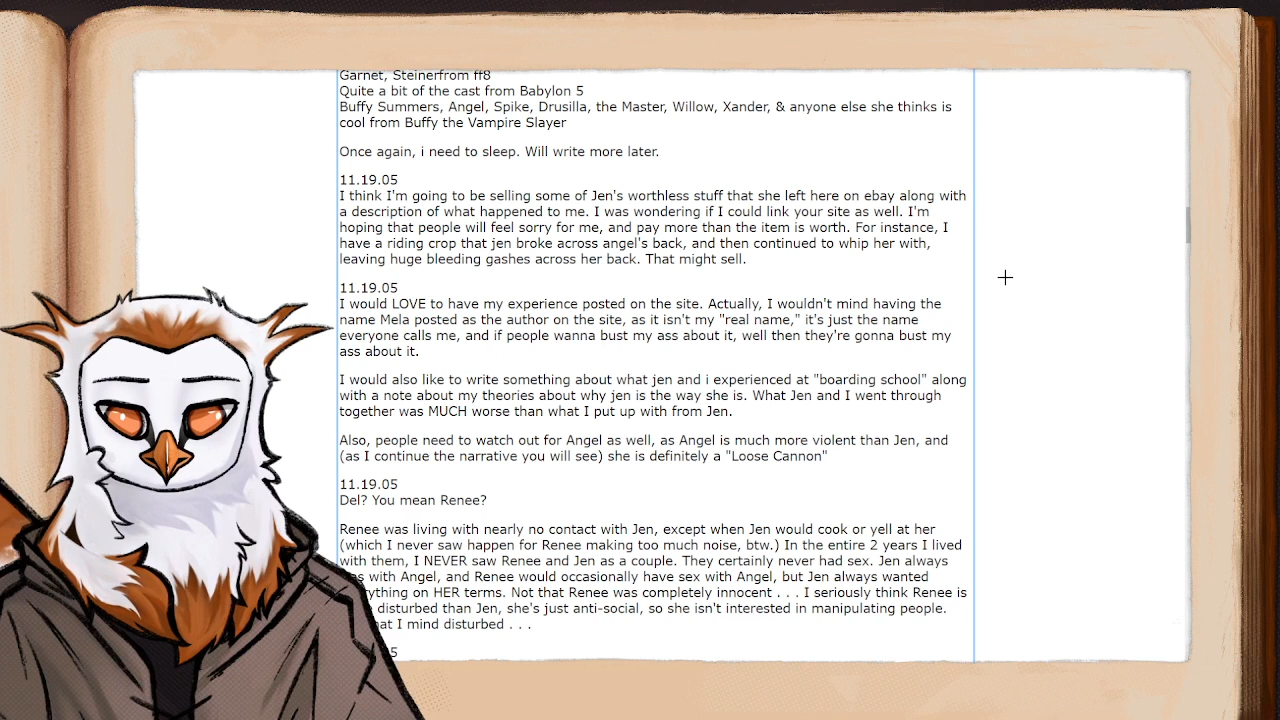 Garnet, Steinerfrom ff8
Quite a bit of the cast from Babylon 5
Buffy Summers, Angel, Spike, Drusilla, the Master, Willow, Xander, & anyone else she thinks is
cool from Buffy the Vampire Slayer
Once again, i need to sleep. Will write more later.
11.19.05
I think I'm going to be selling some of Jen's worthless stuff that she left here on ebay along with
a description of what happened to me. I was wondering if I could link your site as well. I'm
hoping that people will feel sorry for me, and pay more than the item is worth. For instance, I
have a riding crop that jen broke across angel's back, and then continued to whip her with,
leaving huge bleeding gashes across her back. That might sell.
11.19.05
I would LOVE to have my experience posted on the site. Actually, I wouldn't mind having the
name Mela posted as the author on the site, as it isn't my "real name," it's just the name
everyone calls me, and if people wanna bust my ass about it, well then they're gonna bust my
ass about it.
I would also like to write something about what jen and i experienced at "boarding school" along
with a note about my theories about why jen is the way she is. What Jen and I went through
together was MUCH worse than what I put up with from Jen.
Also, people need to watch out for Angel as well, as Angel is much more violent than Jen, and
(as I continue the narrative you will see) she is definitely a "Loose Cannon"
11.19.05
Del? You mean Renee?
Renee was living with nearly no contact with Jen, except when Jen would cook or yell at her
(which I never saw happen for Renee making too much noise, btw.) In the entire 2 years I lived
with them, I NEVER saw Renee and Jen as a couple. They certainly never had sex. Jen always
with Angel, and Renee would occasionally have sex with Angel, but Jen always wanted
rything on HER terms. Not that Renee was completely innocent . . . I seriously think Renee is
disturbed than Jen, she's just anti-social, so she isn't interested in manipulating people.
at I mind disturbed . . .
5